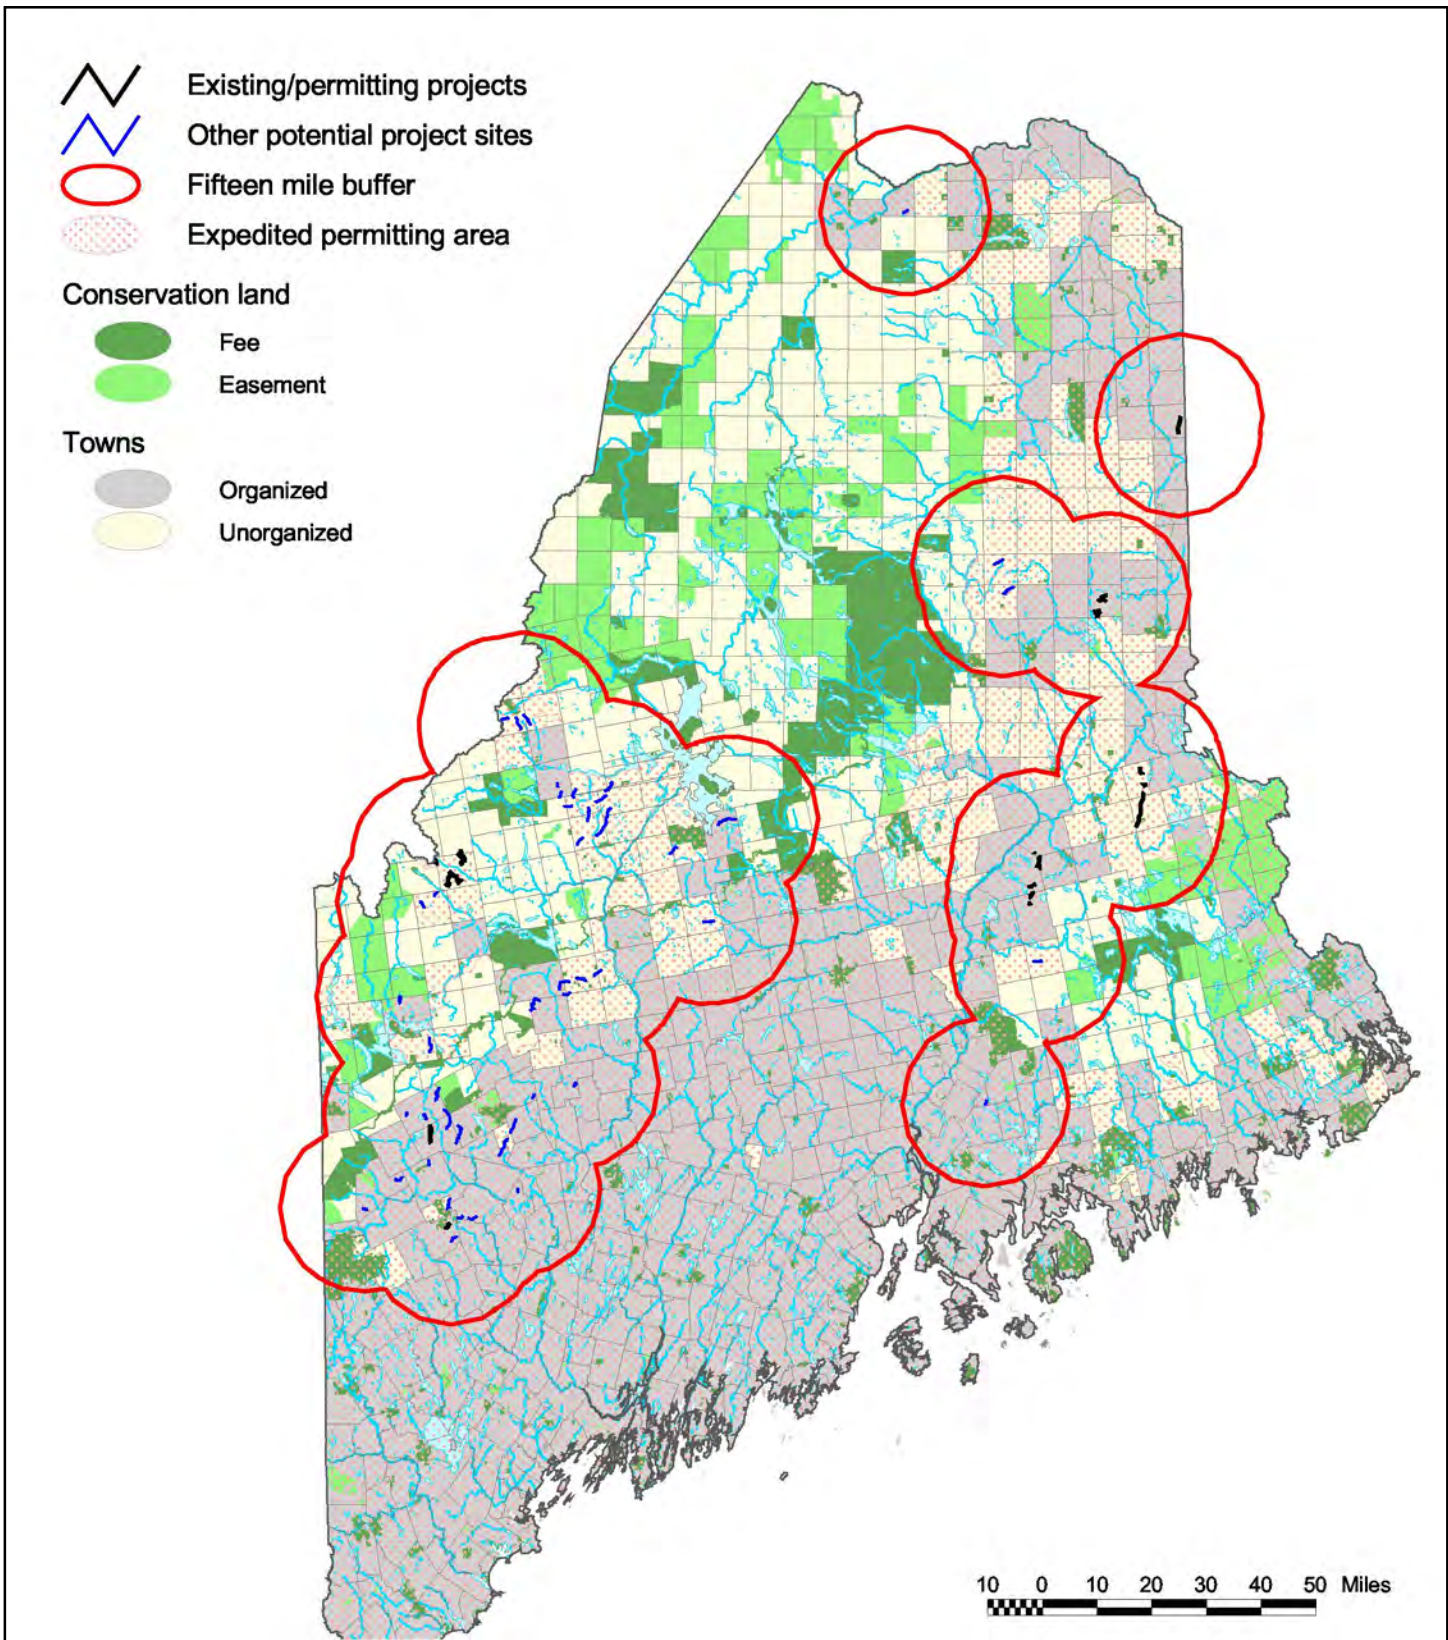 Existing/permitting projects
Other potential project sites
Fifteen mile buffer
Expedited permitting area
Conservation land
Fee
Easement
Towns
Organized
Unorganized
10 0 10 20 30 40 50 Miles